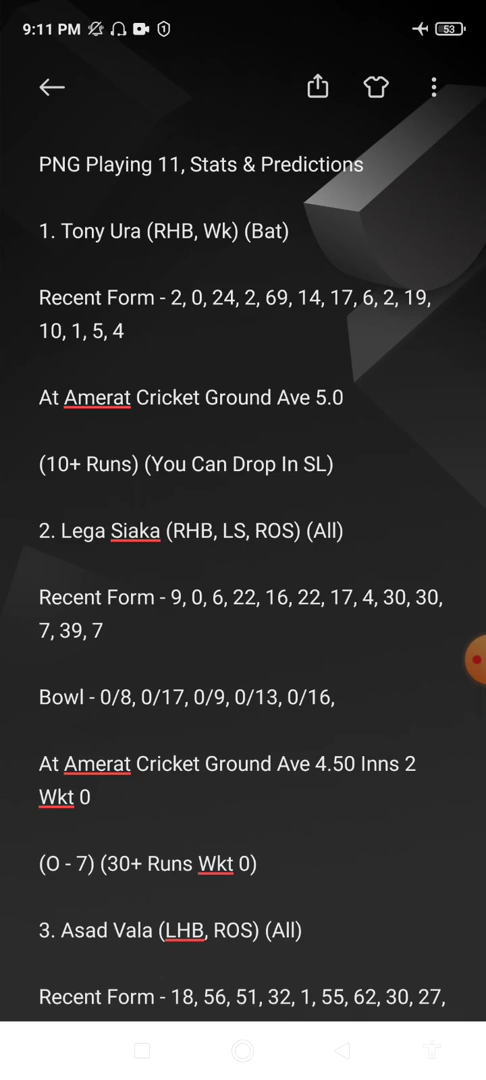 9:11 PM
53
PNG Playing 11, Stats & Predictions
1. Tony Ura (RHB, Wk) (Bat)
Recent Form - 2, 0, 24, 2, 69, 14, 17, 6, 2, 19,
10, 1, 5, 4
At Amerat Cricket Ground Ave 5.0
(10+ Runs) (You Can Drop In SL)
2. Lega Siaka (RHB, LS, ROS) (All)
Recent Form - 9, 0, 6, 22, 16, 22, 17, 4, 30, 30,
7, 39, 7
Bowl - 0/8, 0/17, 0/9, 0/13, 0/16,
At Amerat Cricket Ground Ave 4.50 Inns 2
Wkt 0
(O - 7) (30+ Runs Wkt 0)
3. Asad Vala (LHB, ROS) (All)
Recent Form - 18, 56, 51, 32, 1, 55, 62, 30, 27,